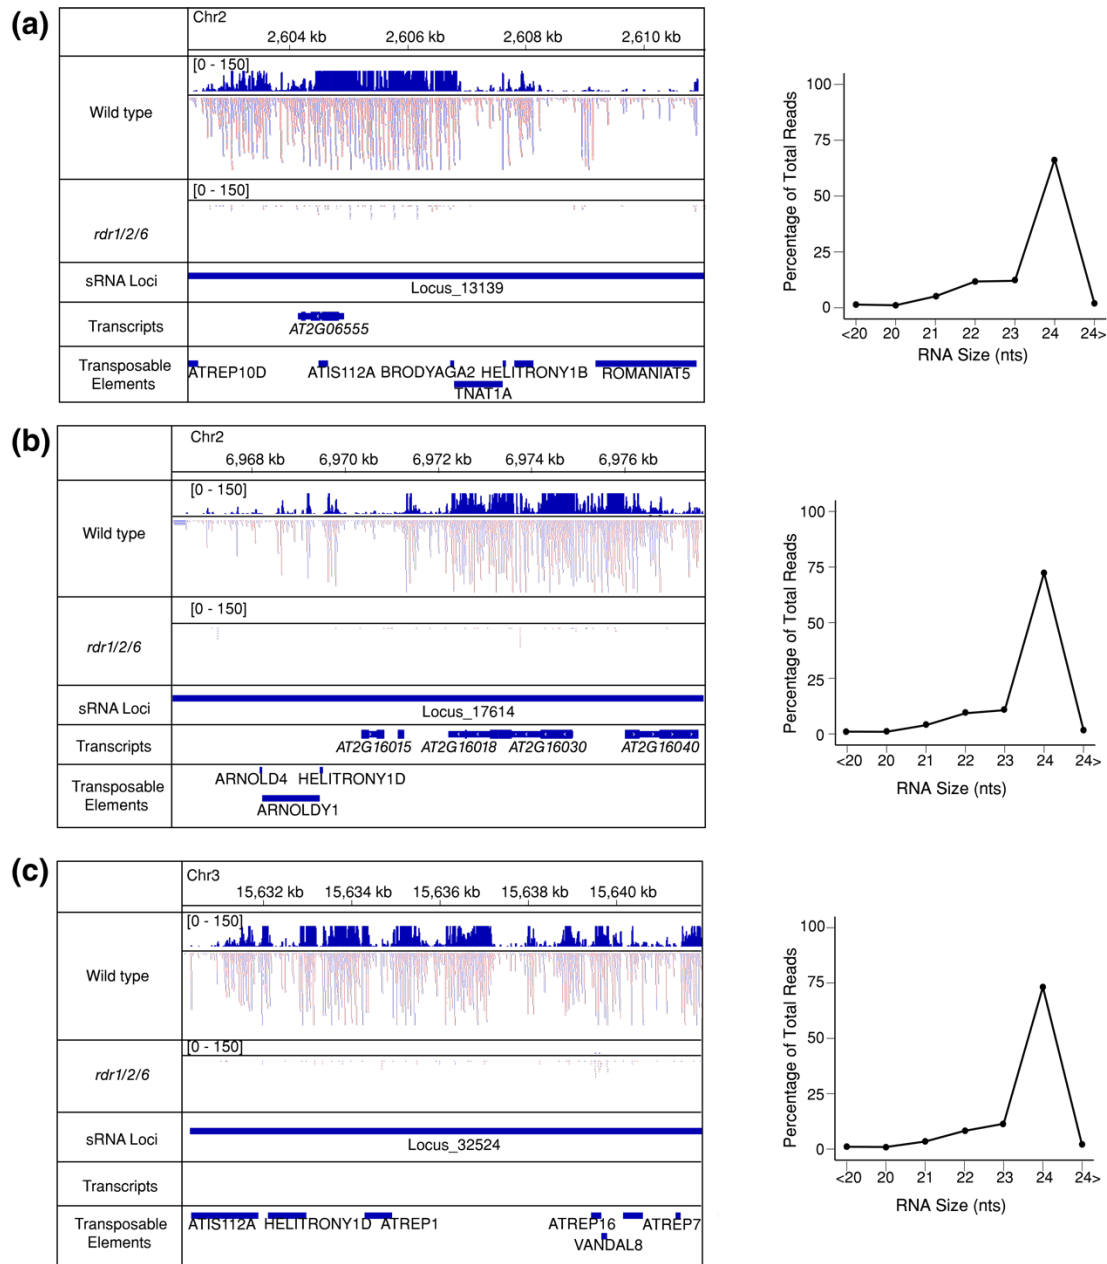 (a)
Chr2
2,604 kb 2,606 kb 2,608 kb 2,610 kb
[0 - 150]
Wild type
[0 - 150]
rdr1/2/6
sRNA Loci
Locus_13139
Transcripts
AT2G06555
Transposable
Elements
ATREP10D ATIS112A BRODYAGA2 HELITRONY1B ROMANIAT5
TNAT1A
Percentage of Total Reads
100
75
50
25
0
<20 20 21 22 23 24 24>
RNA Size (nts)
(b)
Chr2
6,968 kb 6,970 kb 6,972 kb 6,974 kb 6,976 kb
[0 - 150]
Wild type
[0 - 150]
rdr1/2/6
sRNA Loci
Locus_17614
Transcripts
AT2G16015 AT2G16018 AT2G16030 AT2G16040
Transposable
Elements
ARNOLD4 HELITRONY1D
ARNOLDY1
Percentage of Total Reads
100
75
50
25
0
<20 20 21 22 23 24 24>
RNA Size (nts)
(c)
Chr3
15,632 kb 15,634 kb 15,636 kb 15,638 kb 15,640 kb
[0 - 150]
Wild type
[0 - 150]
rdr1/2/6
sRNA Loci
Locus_32524
Transcripts
Transposable
Elements
ATIS112A HELITRONY1D ATREP1 ATREP16 ATREP7
VANDAL8
Percentage of Total Reads
100
75
50
25
0
<20 20 21 22 23 24 24>
RNA Size (nts)